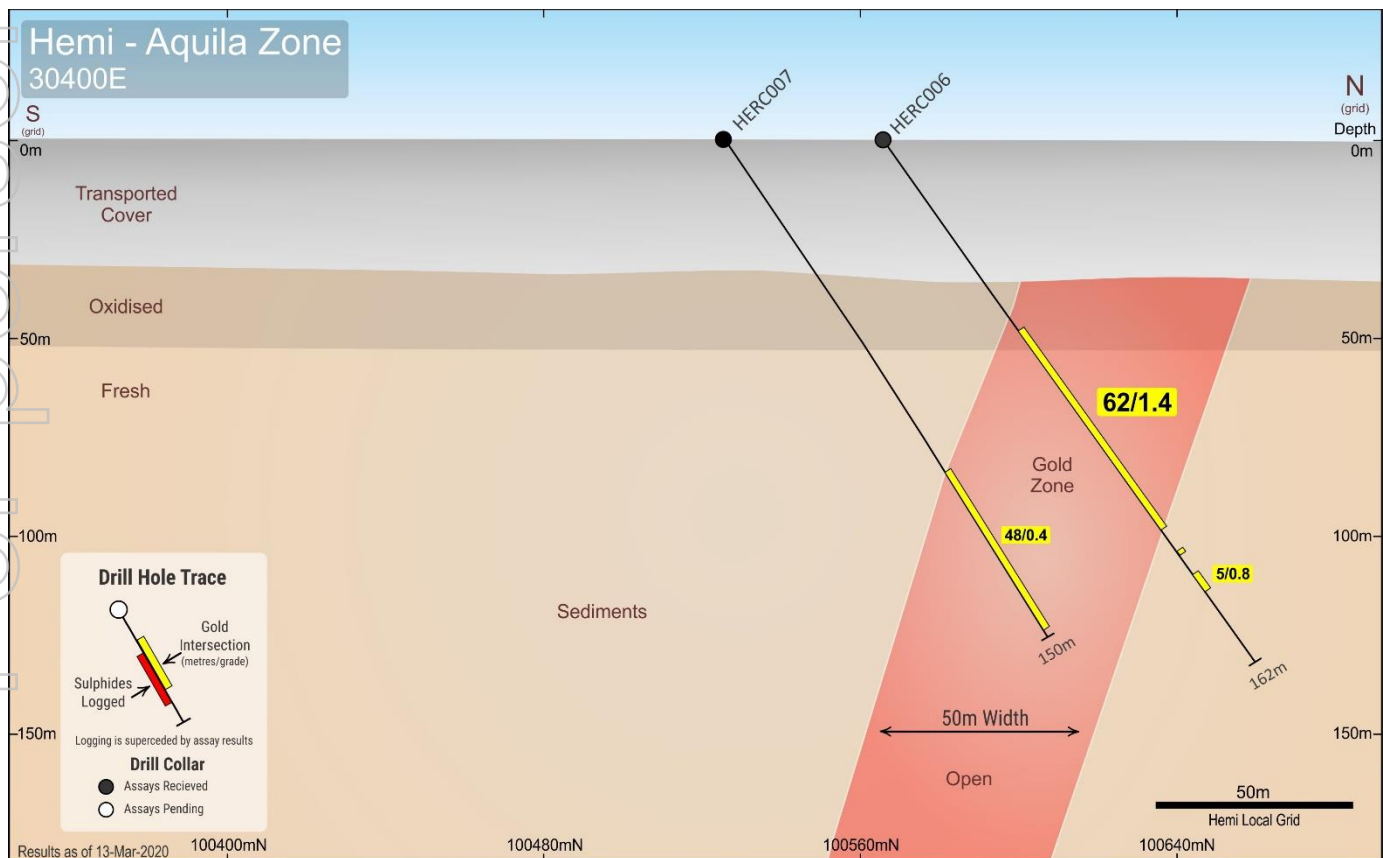 Hemi - Aquila Zone
30400E
S
(grid)
0m
HERC007
HERC006
N
(grid)
Depth
0m
Transported
Cover
Oxidised
50m
50m
Fresh
62/1.4
Gold
Zone
100m
100m
48/0.4
5/0.8
Sediments
150m
162m
150m
150m
50m Width
Open
Drill Hole Trace
Gold
Intersection
(metres/grade)
Sulphides
Logged
Logging is superceded by assay results
Drill Collar
Assays Recieved
Assays Pending
50m
Hemi Local Grid
Results as of 13-Mar-2020
100400mN
100480mN
100560mN
100640mN